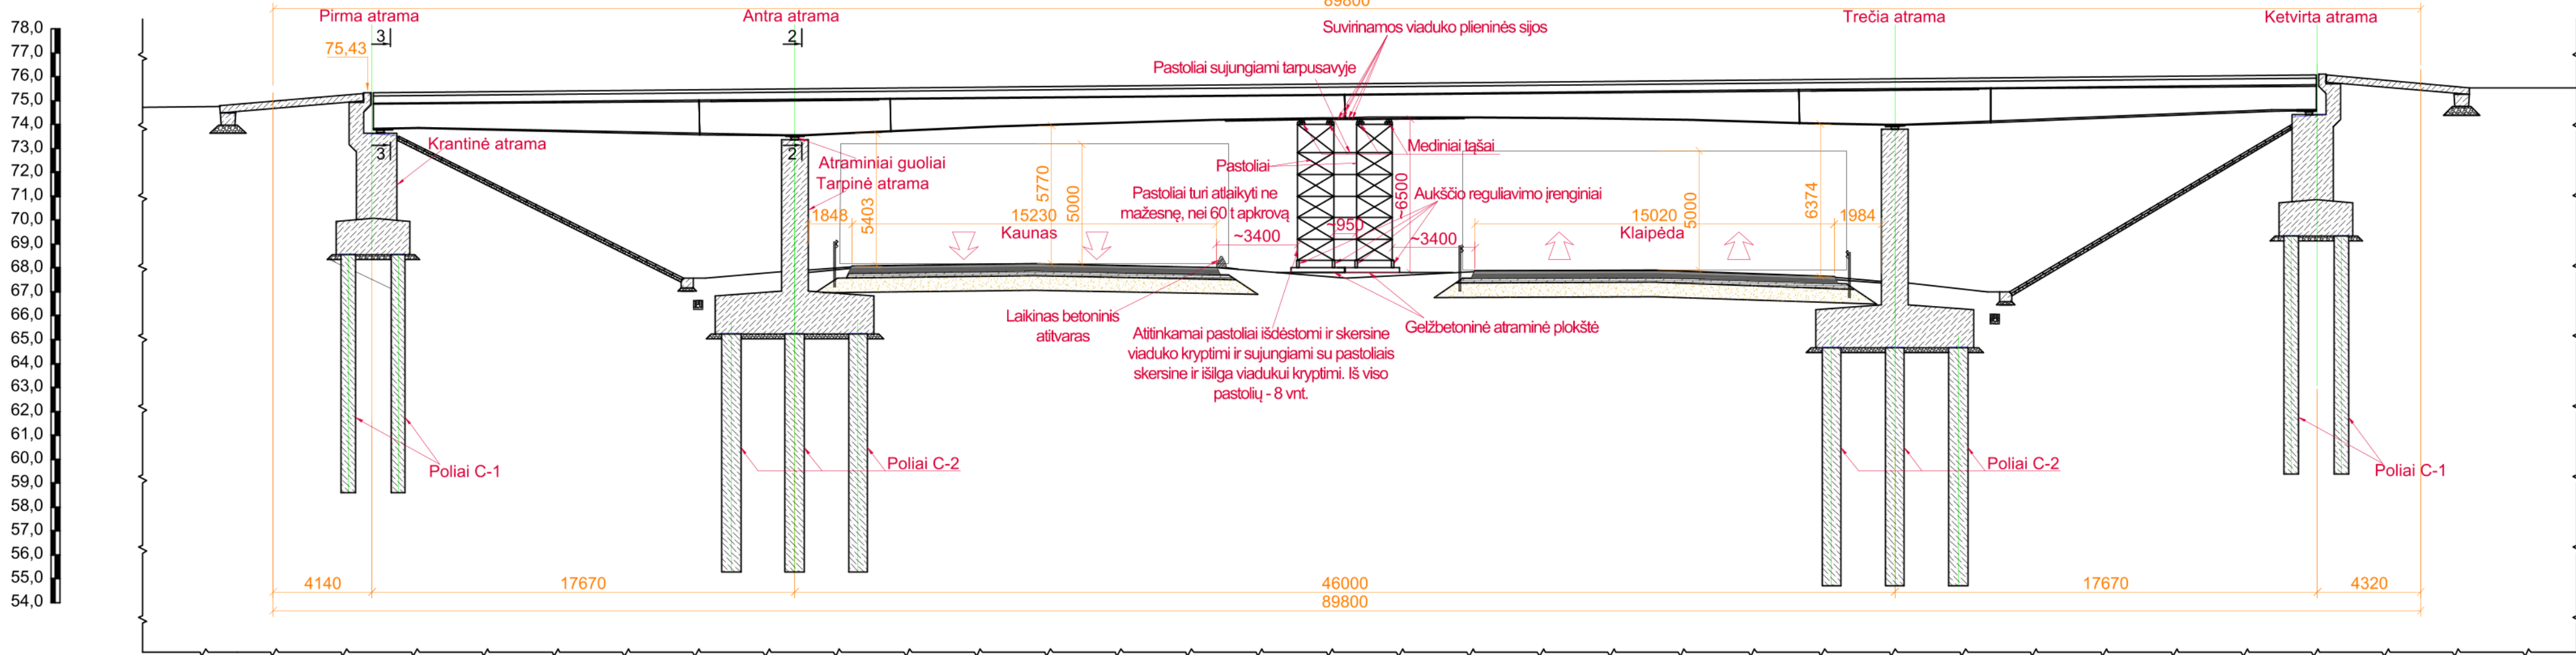 89800
Pirma atrama
Antra atrama
Trečia atrama
Ketvirta atrama
Suvirinamos viaduko plieninės sijos
78,0
77,0
76,0
75,0
74,0
73,0
72,0
71,0
70,0
69,0
68,0
67,0
66,0
65,0
64,0
63,0
62,0
61,0
60,0
59,0
58,0
57,0
56,0
55,0
54,0
3
2
75,43
Pastoliai sujungiami tarpusavyje
Krantinė atrama
3
2
Atraminiai guoliai
Tarpinė atrama
Mediniai tąšai
Pastoliai
5403
5770
5000
~6500
5000
6374
Pastoliai turi atlaikyti ne
mažesnę, nei 60 t apkrovą
Aukščio reguliavimo įrenginiai
1848
15230
~950
15020
1984
Kaunas
~3400
~3400
Klaipėda
Laikinas betoninis
atitvaras
Atitinkamai pastoliai išdėstomi ir skersine
viaduko kryptimi ir sujungiami su pastoliais
skersine ir išilga viadukui kryptimi. Iš viso
pastolių - 8 vnt.
Gelžbetoninė atraminė plokštė
Poliai C-1
Poliai C-2
Poliai C-2
Poliai C-1
4140
17670
46000
17670
4320
89800